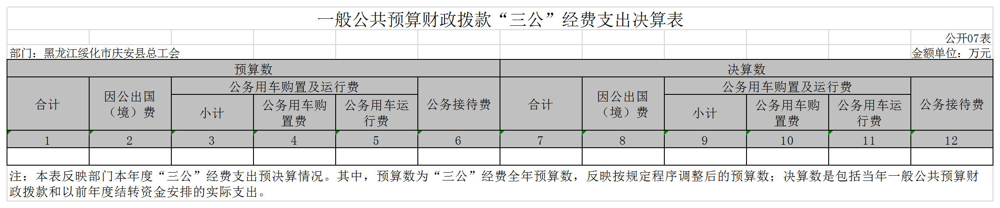 一般公共预算财政拨款“三公”经费支出决算表
公开07表
部门：黑龙江绥化市庆安县总工会
金额单位：万元
预算数
决算数
合计
因公出国
（境）费
公务用车购置及运行费
小计
公务用车购
置费
公务用车运
行费
公务接待费
合计
因公出国
（境）费
公务用车购置及运行费
小计
公务用车购
置费
公务用车运
行费
公务接待费
1 2 3 4 5 6 7 8 9 10 11 12
注：本表反映部门本年度“三公”经费支出预决算情况。其中，预算数为“三公”经费全年预算数，反映按规定程序调整后的预算数；决算数是包括当年一般公共预算财
政拨款和以前年度结转资金安排的实际支出。